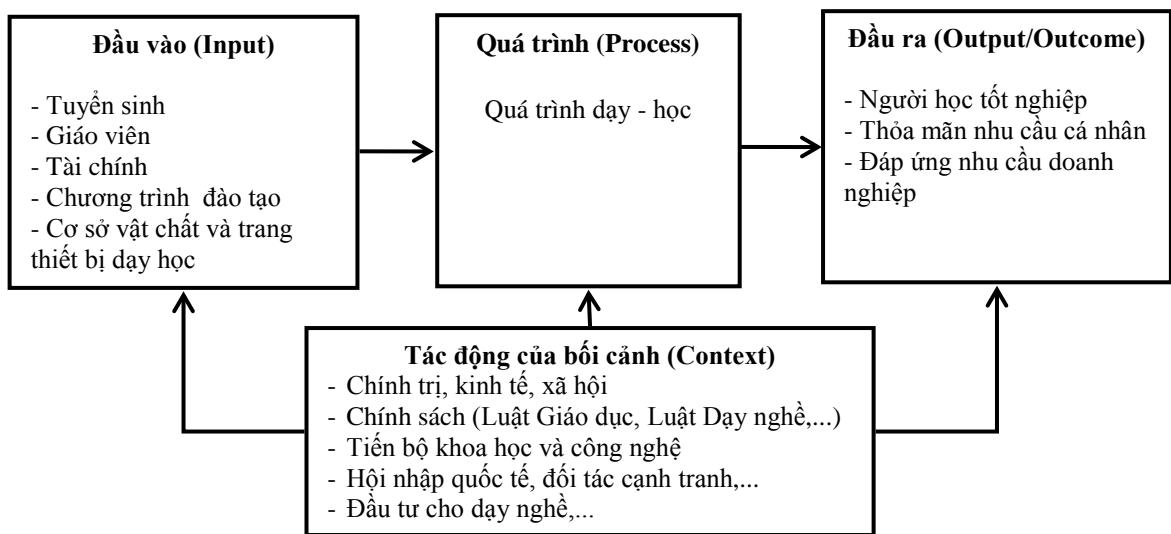 Đầu vào (Input)
- Tuyển sinh
- Giáo viên
- Tài chính
- Chương trình đào tạo
- Cơ sở vật chất và trang
thiết bị dạy học
Quá trình (Process)
Quá trình dạy - học
Đầu ra (Output/Outcome)
- Người học tốt nghiệp
- Thỏa mãn nhu cầu cá nhân
- Đáp ứng nhu cầu doanh
nghiệp
Tác động của bối cảnh (Context)
- Chính trị, kinh tế, xã hội
- Chính sách (Luật Giáo dục, Luật Dạy nghề,...)
- Tiến bộ khoa học và công nghệ
- Hội nhập quốc tế, đối tác cạnh tranh,...
- Đầu tư cho dạy nghề,...